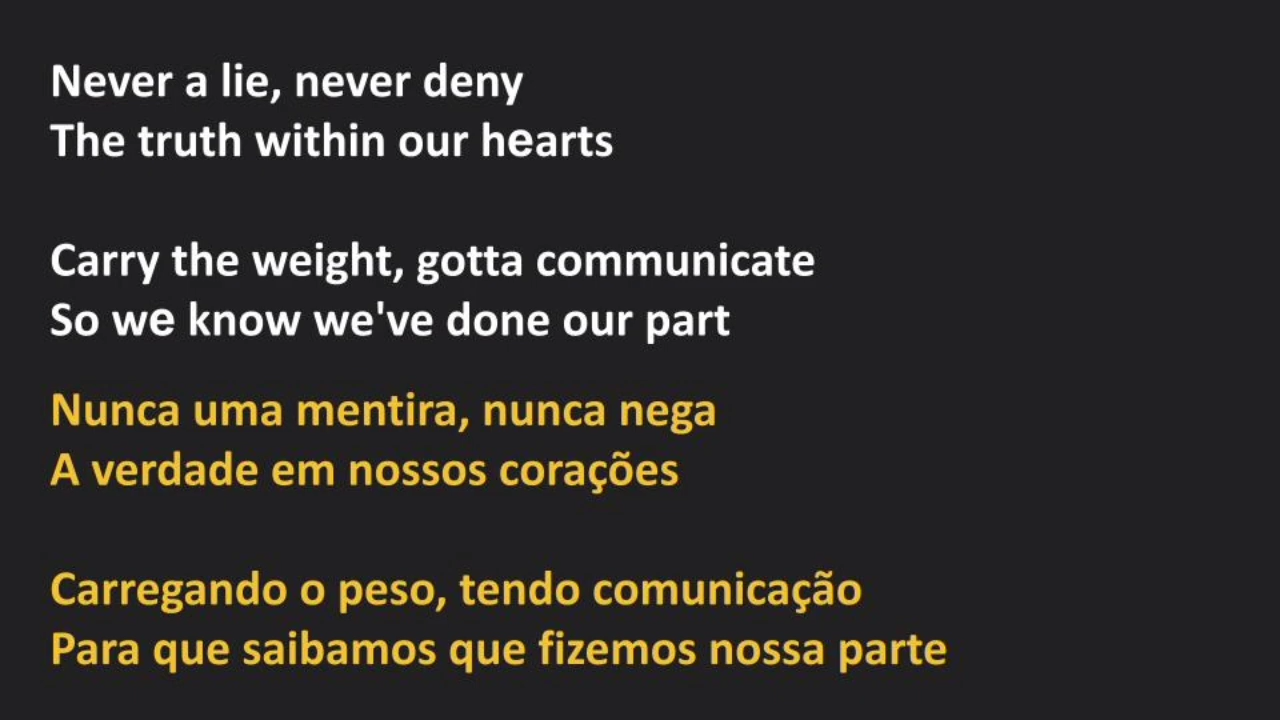 Never a lie, never deny
The truth within our hearts
Carry the weight, gotta communicate
So we know we've done our part
Nunca uma mentira, nunca nega
A verdade em nossos corações
Carregando o peso, tendo comunicação
Para que saibamos que fizemos nossa parte